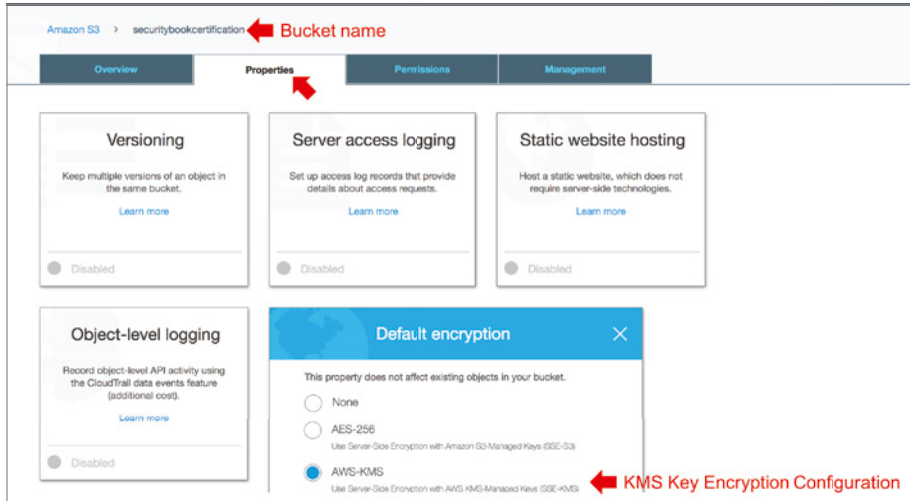 Amazon S3 > securitybookcertification Bucket name
Overview Properties Permissions Management
Versioning
Keep multiple versions of an object in
the same bucket.
Learn more
Disabled
Server access logging
Set up access log records that provide
details about access requests.
Learn more
Disabled
Static website hosting
Host a static website, which does not
require server-side technologies.
Learn more
Disabled
Object-level logging
Record object-level API activity using
the CloudTrail data events feature
(additional cost).
Learn more
Disabled
Default encryption
This property does not affect existing objects in your bucket.
None
AES-256
Use Server-Side Encryption with Amazon S3-Managed Keys (SSE-S3)
AWS-KMS
Use Server-Side Encryption with AWS KMS-Managed Keys (SSE-KMS)
KMS Key Encryption Configuration